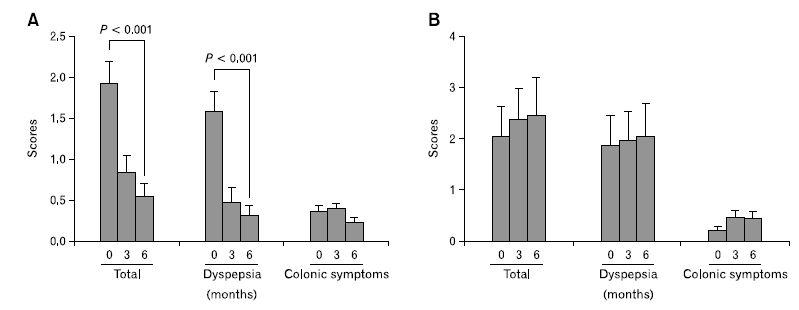 A
P < 0.001
P < 0.001
2.5
2.0
1.5
1.0
0.5
0.0
Scores
0 3 6
0 3 6
0 3 6
Total
Dyspepsia
Colonic symptoms
(months)
B
4
3
2
1
0
Scores
0 3 6
0 3 6
0 3 6
Total
Dyspepsia
Colonic symptoms
(months)